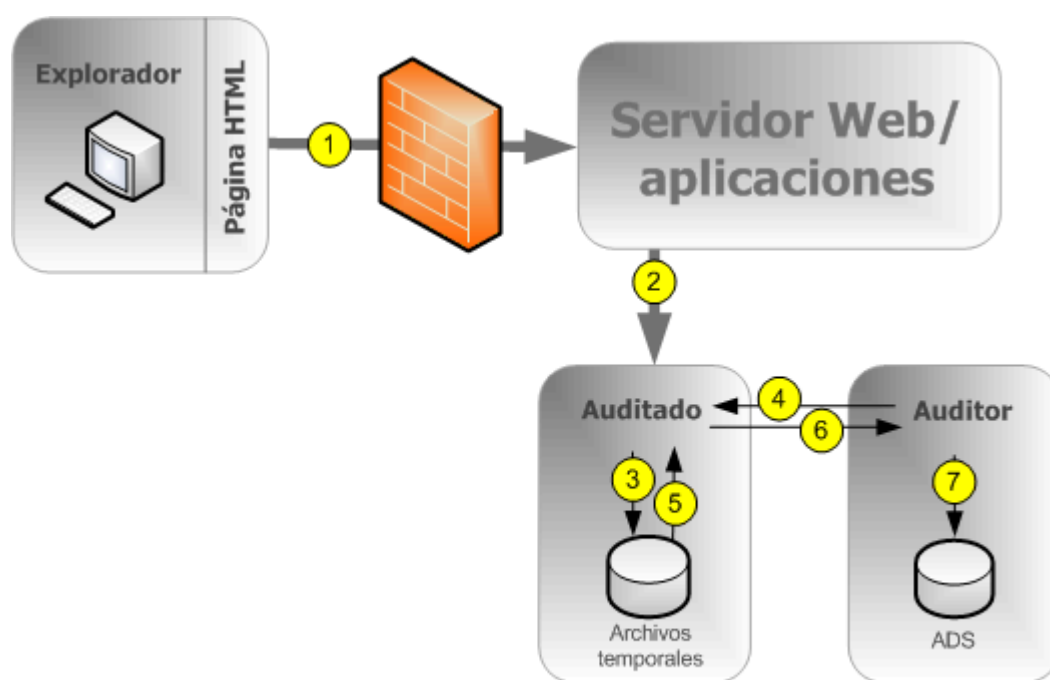 Explorador
Página HTML
1
Servidor Web/
aplicaciones
2
Auditado
4
6
Auditor
3
5
7
Archivos
temporales
ADS